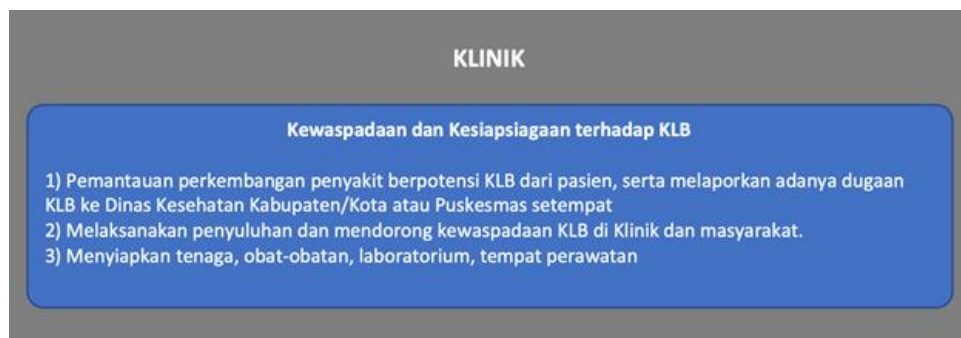 KLINIK
Kewaspadaan dan Kesiapsiagaan terhadap KLB
1) Pemantauan perkembangan penyakit berpotensi KLB dari pasien, serta melaporkan adanya dugaan
KLB ke Dinas Kesehatan Kabupaten/Kota atau Puskesmas setempat
2) Melaksanakan penyuluhan dan mendorong kewaspadaan KLB di Klinik dan masyarakat.
3) Menyiapkan tenaga, obat-obatan, laboratorium, tempat perawatan